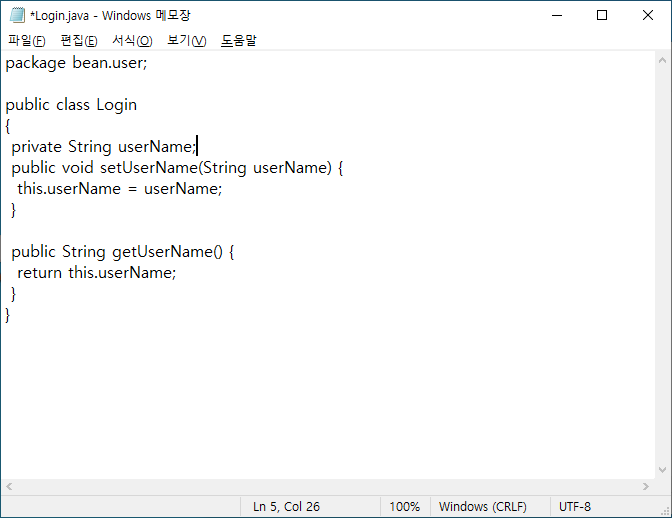 *Login.java - Windows 메모장
파일(F) 편집(E) 서식(O) 보기(V) 도움말
package bean.user;

public class Login
{
 private String userName;
 public void setUserName(String userName) {
  this.userName = userName;
 }

 public String getUserName() {
  return this.userName;
 }
}
Ln 5, Col 26 100% Windows (CRLF) UTF-8